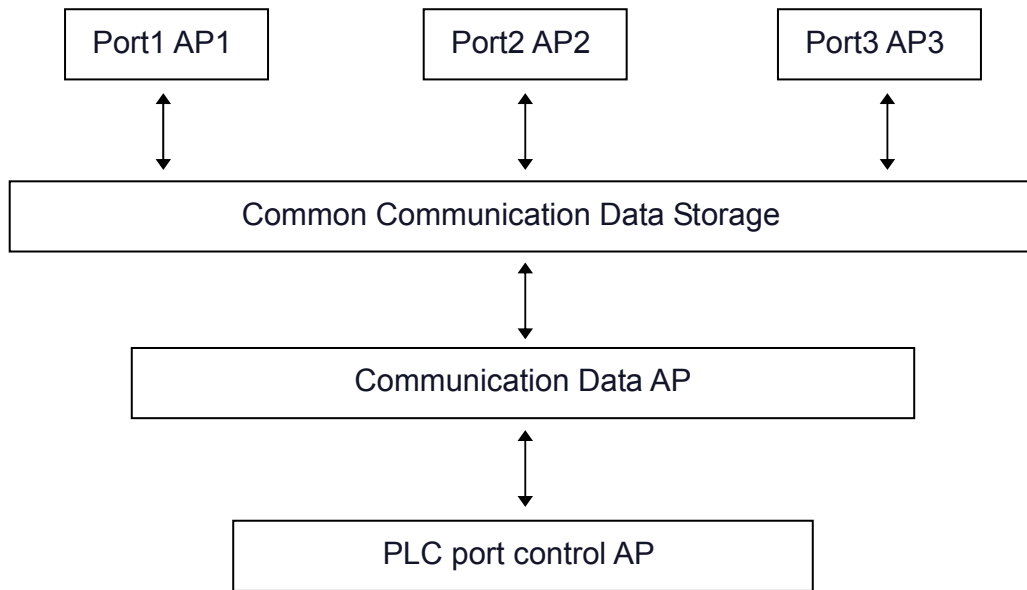 Port1 AP1
Port2 AP2
Port3 AP3
Common Communication Data Storage
Communication Data AP
PLC port control AP